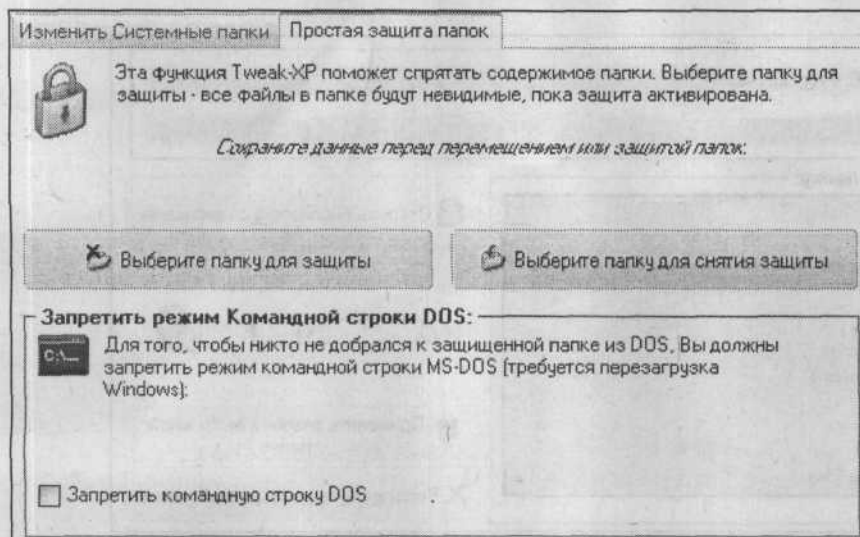 Изменить Системные папки
Простая защита папок
Эта функция Tweak-XP поможет спрятать содержимое папки. Выберите папку для
защиты - все файлы в папке будут невидимые, пока защита активирована.
Сохраните данные перед перемещением или защитой папок:
Выберите папку для защиты
Выберите папку для снятия защиты
Запретить режим Командной строки DOS:
C:\_
Для того, чтобы никто не добрался к защищенной папке из DOS, Вы должны
запретить режим командной строки MS-DOS (требуется перезагрузка
Windows):
Запретить командную строку DOS